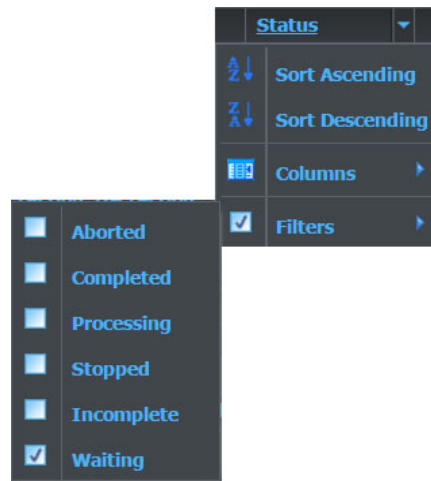 Status
Sort Ascending
Sort Descending
Columns
Filters
Aborted
Completed
Processing
Stopped
Incomplete
Waiting